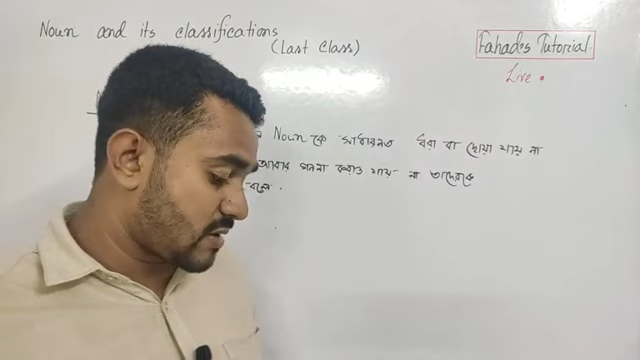 Noun and its classifications
(Last Class)
Fahades Tutorial
Live
Noun কে সাধারনত ধরা বা ছোয়া যায় না
আবার গননা করাও যায় না তাদেরকে
বলে .